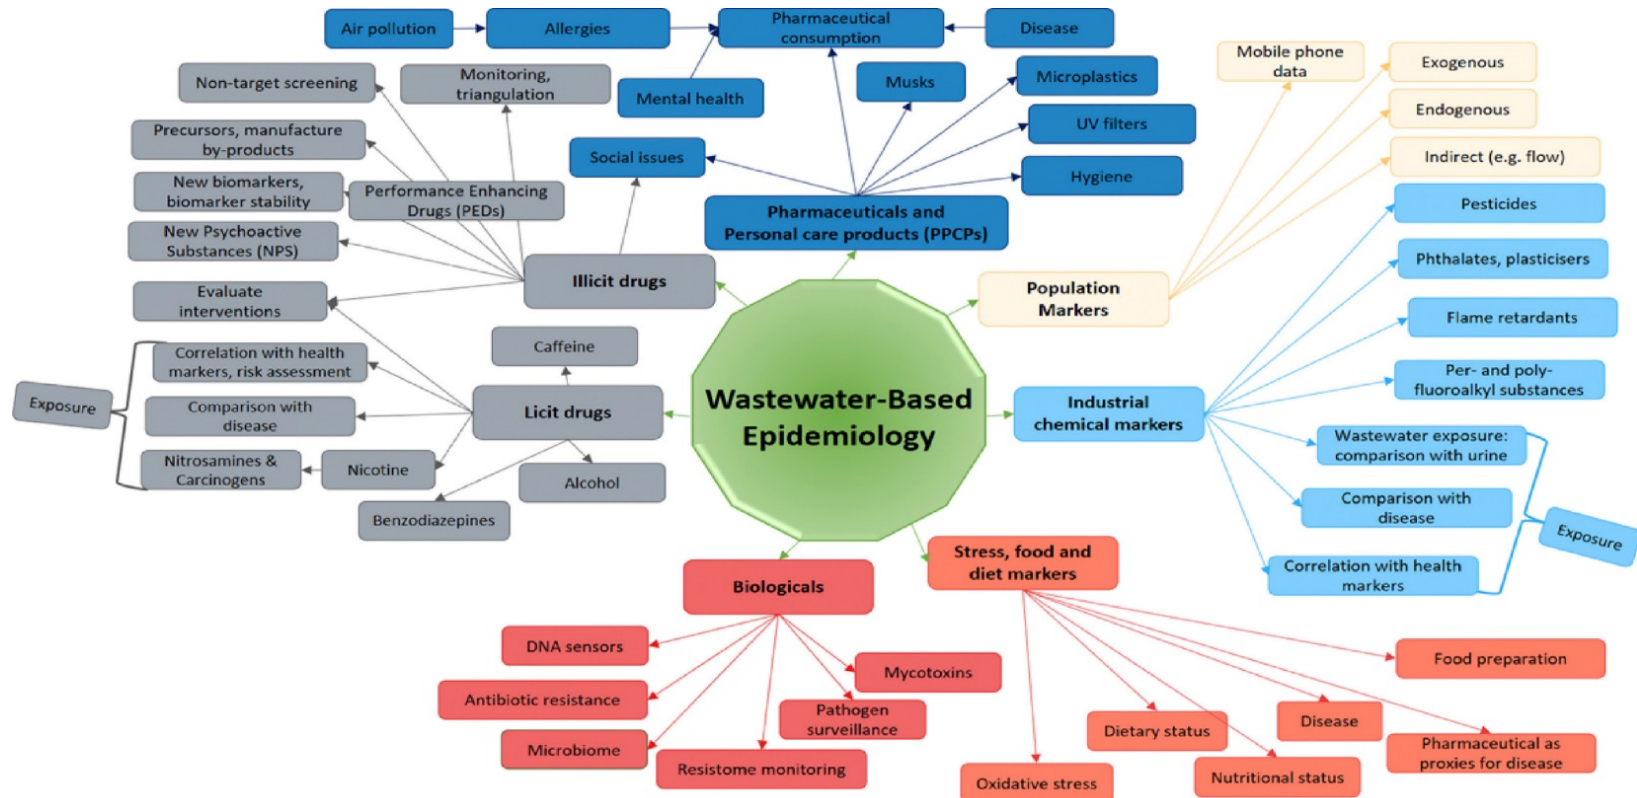 Air pollution
Allergies
Pharmaceutical
consumption
Disease
Mental health
Musks
Microplastics
UV filters
Social issues
Hygiene
Pharmaceuticals and
Personal care products (PPCPs)
Mobile phone
data
Exogenous
Endogenous
Indirect (e.g. flow)
Population
Markers
Non-target screening
Monitoring,
triangulation
Precursors, manufacture
by-products
New biomarkers,
biomarker stability
Performance Enhancing
Drugs (PEDs)
New Psychoactive
Substances (NPS)
Illicit drugs
Evaluate
interventions
Caffeine
Correlation with health
markers, risk assessment
Exposure
Comparison with
disease
Licit drugs
Nitrosamines &
Carcinogens
Nicotine
Alcohol
Benzodiazepines
Wastewater-Based
Epidemiology
Pesticides
Phthalates, plasticisers
Flame retardants
Per- and poly-
fluoroalkyl substances
Industrial
chemical markers
Wastewater exposure:
comparison with urine
Comparison with
disease
Exposure
Correlation with health
markers
Biologicals
DNA sensors
Antibiotic resistance
Microbiome
Resistome monitoring
Pathogen
surveillance
Mycotoxins
Stress, food and
diet markers
Food preparation
Disease
Dietary status
Pharmaceutical as
proxies for disease
Nutritional status
Oxidative stress